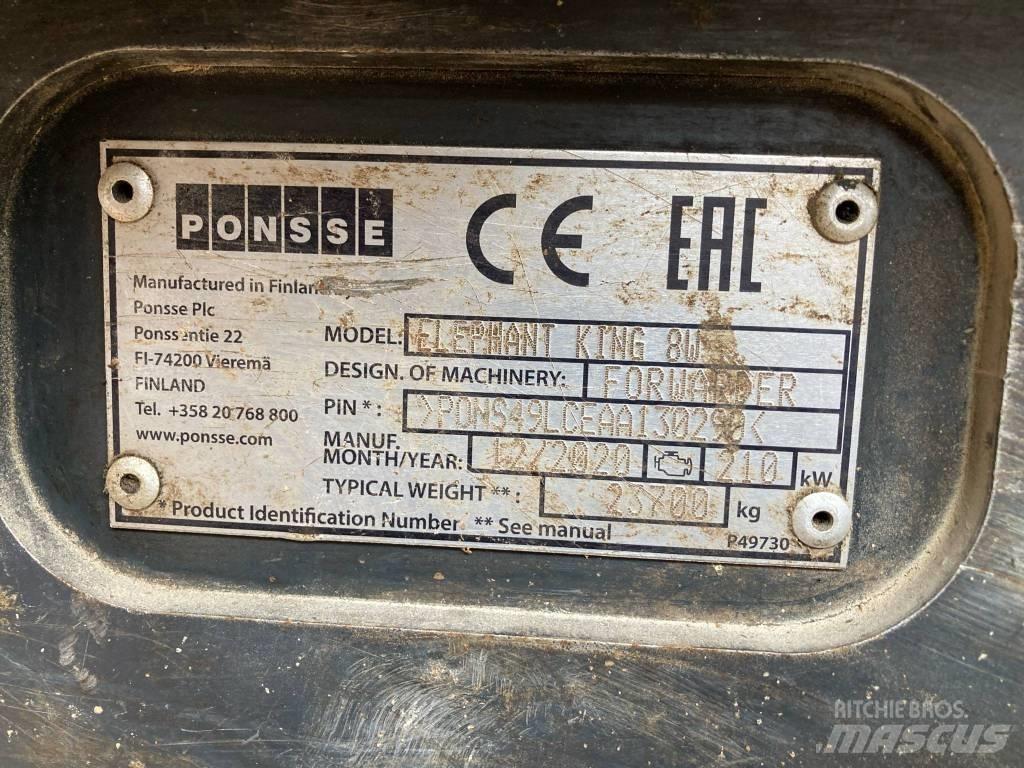 PONSSE
CE EAC
Manufactured in Finland
Ponsse Plc
Ponssentie 22
FI-74200 Vieremä
FINLAND
Tel. +358 20 768 800
www.ponsse.com
MODEL: ELEPHANT KING 8W
DESIGN. OF MACHINERY: FORWARDER
PiN * :
MANUF.
MONTH/YEAR: 12/2020 210 kW
TYPICAL WEIGHT ** : 23700 kg
* Product Identification Number ** See manual
P49730
RITCHIE BROS.
MASCUS